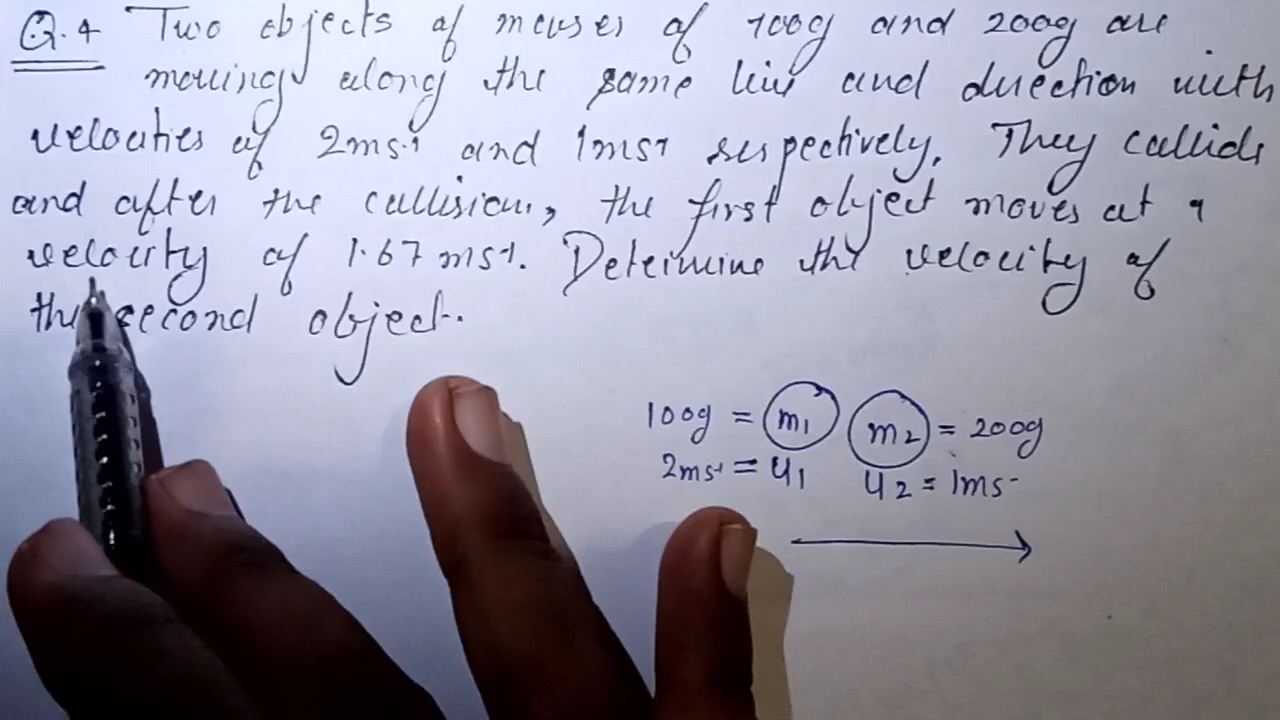 Q.4 Two objects of masses of 100g and 200g are
moving along the same line and direction with
velocities of 2ms-1 and 1ms-1 respectively. They collide
and after the collision, the first object moves at a
velocity of 1.67 ms-1. Determine the velocity of
the second object.
100g = m1 m2 = 200g
2ms-1 = u1 u2 = 1ms-